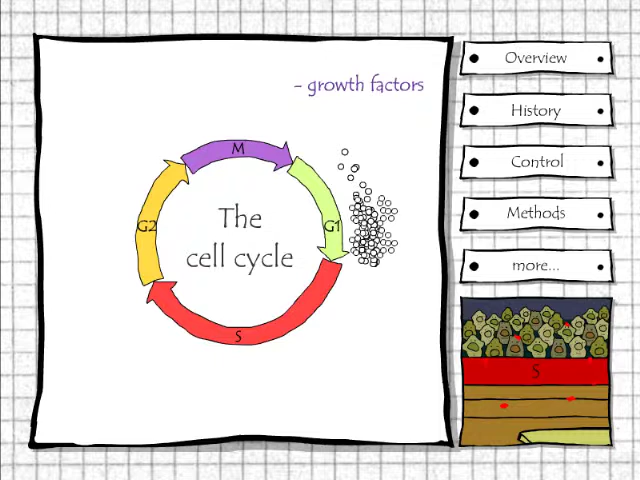 - growth factors
M
G2
G1
The
cell cycle
S
Overview
History
Control
Methods
more...
S